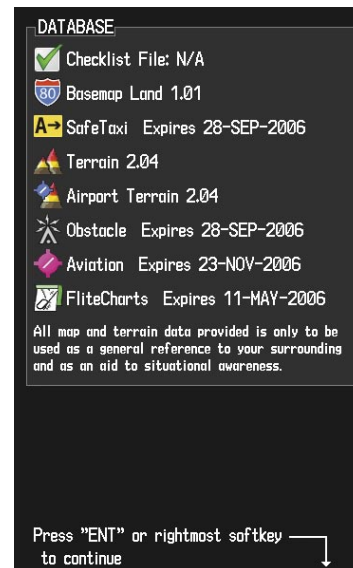 DATABASE
Checklist File: N/A
80 Basemap Land 1.01
A→ SafeTaxi Expires 28-SEP-2006
Terrain 2.04
Airport Terrain 2.04
Obstacle Expires 28-SEP-2006
Aviation Expires 23-NOV-2006
FliteCharts Expires 11-MAY-2006
All map and terrain data provided is only to be
used as a general reference to your surrounding
and as an aid to situational awareness.
Press "ENT" or rightmost softkey
to continue